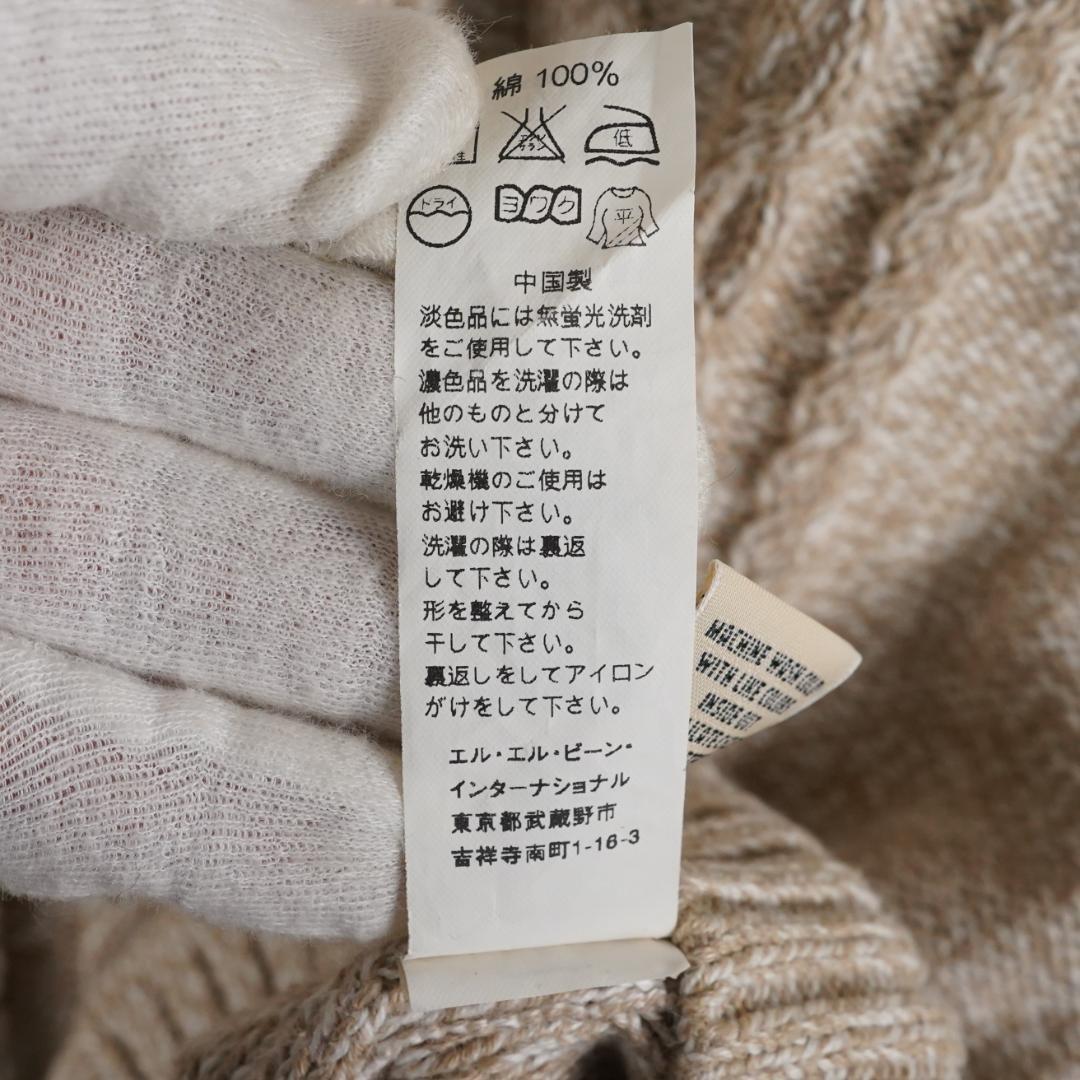 綿 100%
低
ドライ
ヨワク
平
中国製
淡色品には無蛍光洗剤
をご使用して下さい。
濃色品を洗濯の際は
他のものと分けて
お洗い下さい。
乾燥機のご使用は
お避け下さい。
洗濯の際は裏返
して下さい。
形を整えてから
干して下さい。
裏返しをしてアイロン
がけをして下さい。
エル・エル・ビーン・
インターナショナル
東京都武蔵野市
吉祥寺南町1-16-3
MACHINE WASH
WITH LIKE
INSIDE